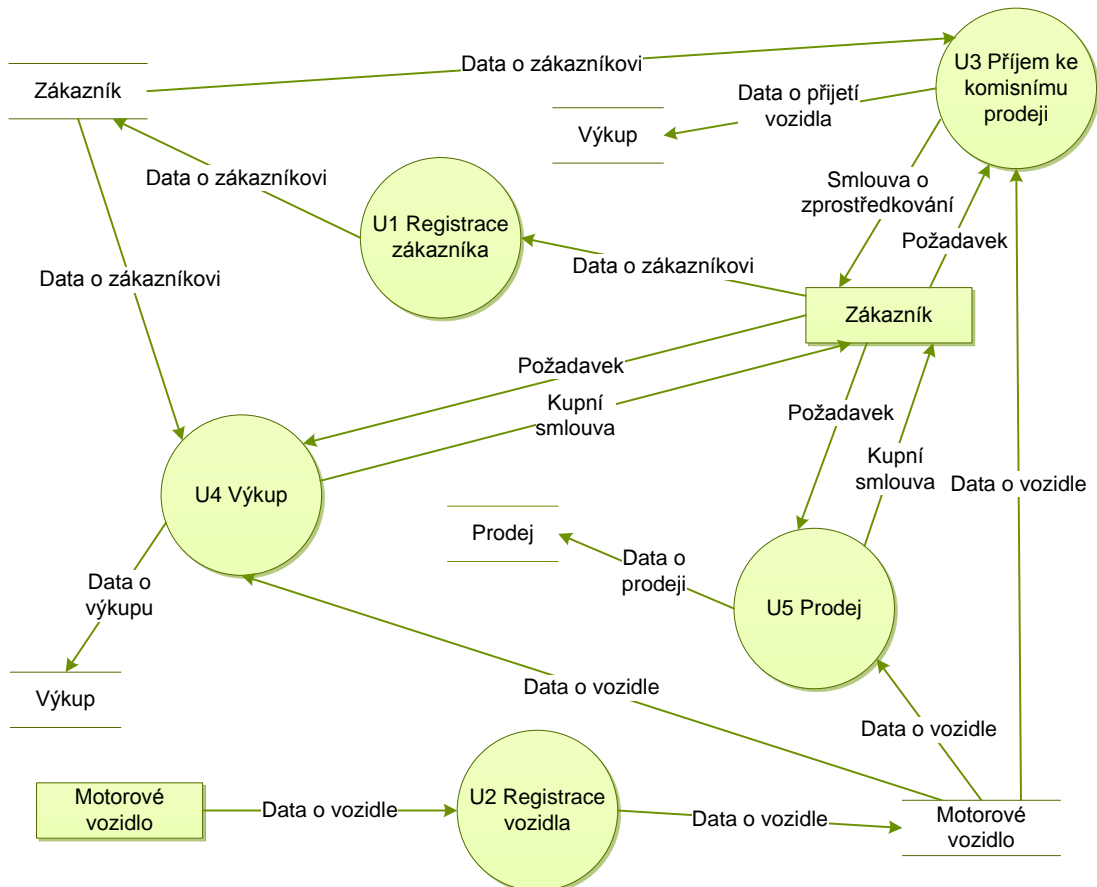 U3 Příjem ke
komisnímu
prodeji
Data o zákazníkovi
Zákazník
Data o přijetí
vozidla
Výkup
Data o zákazníkovi
Smlouva o
zprostředkování
U1 Registrace
zákazníka
Požadavek
Data o zákazníkovi
Data o zákazníkovi
Zákazník
Požadavek
Kupní
smlouva
Požadavek
Kupní
smlouva
Data o vozidle
U4 Výkup
Prodej
Data o
prodeji
Data o
výkupu
U5 Prodej
Data o vozidle
Výkup
Data o vozidle
Motorové
vozidlo
Data o vozidle
U2 Registrace
vozidla
Data o vozidle
Motorové
vozidlo